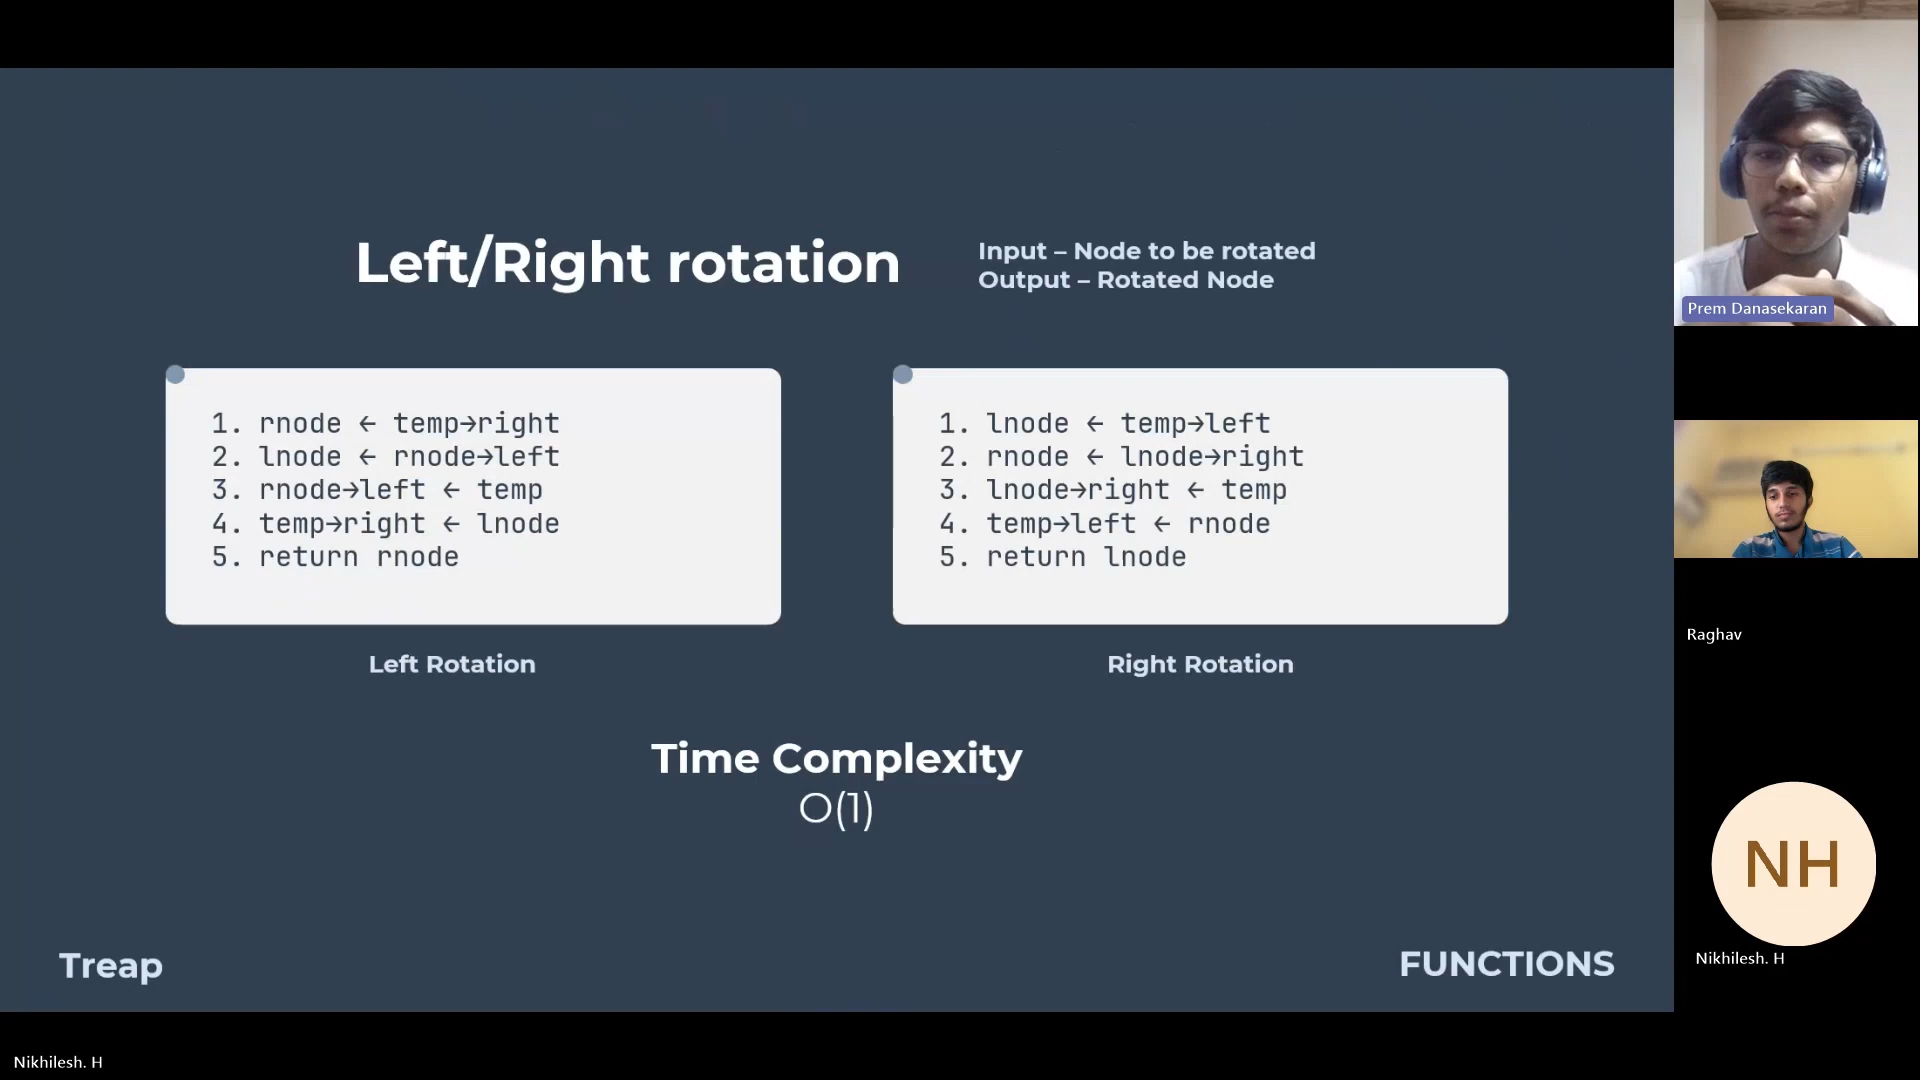 Left/Right rotation
Input – Node to be rotated
Output – Rotated Node
1. rnode ← temp→right
2. lnode ← rnode→left
3. rnode→left ← temp
4. temp→right ← lnode
5. return rnode
Left Rotation
1. lnode ← temp→left
2. rnode ← lnode→right
3. lnode→right ← temp
4. temp→left ← rnode
5. return lnode
Right Rotation
Time Complexity
O(1)
Treap
FUNCTIONS
Prem Danasekaran
Raghav
NH
Nikhilesh. H
Nikhilesh. H